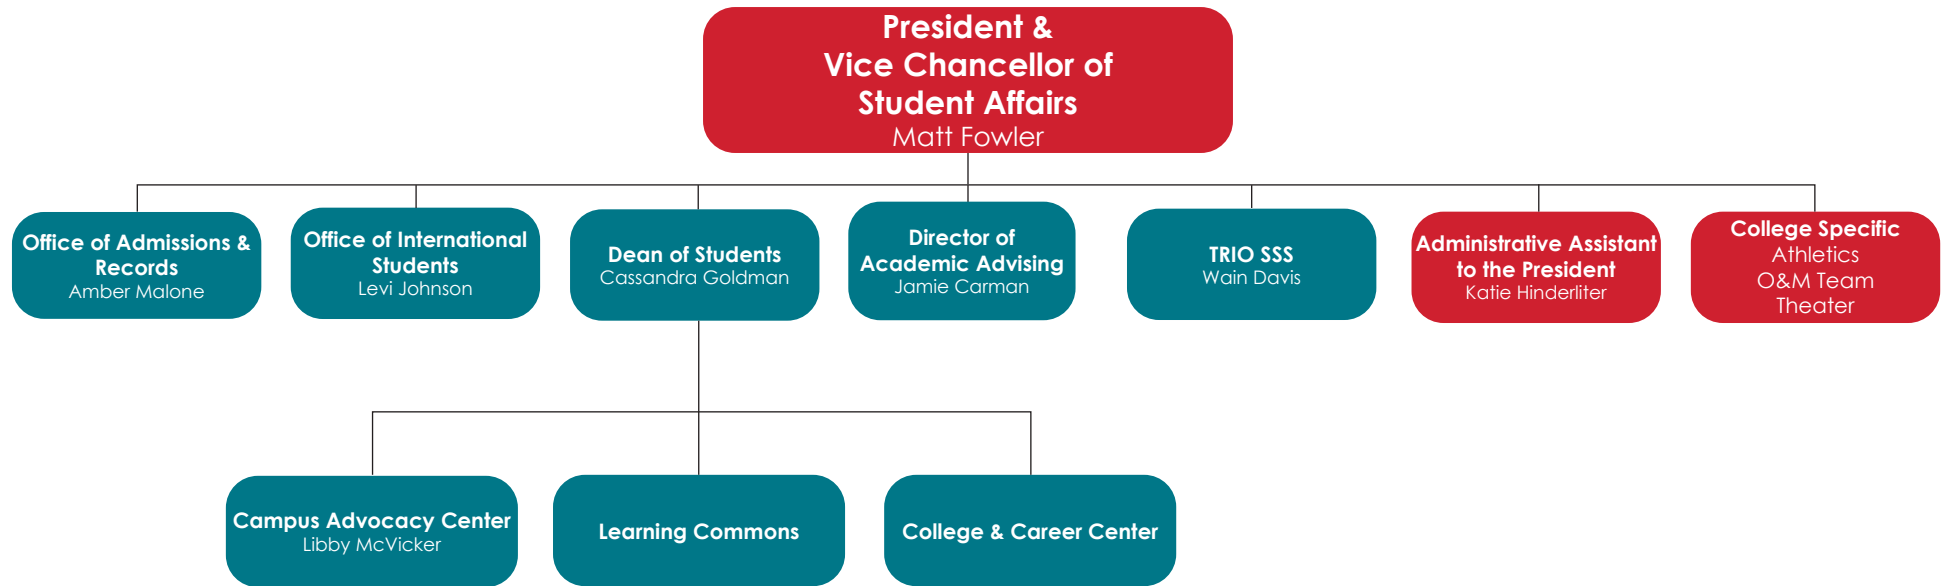 President &
Vice Chancellor of
Student Affairs
Matt Fowler
Office of Admissions &
Records
Amber Malone
Office of International
Students
Levi Johnson
Dean of Students
Cassandra Goldman
Director of
Academic Advising
Jamie Carman
TRIO SSS
Wain Davis
Administrative Assistant
to the President
Katie Hinderliter
College Specific
Athletics
O&M Team
Theater
Campus Advocacy Center
Libby McVicker
Learning Commons
College & Career Center